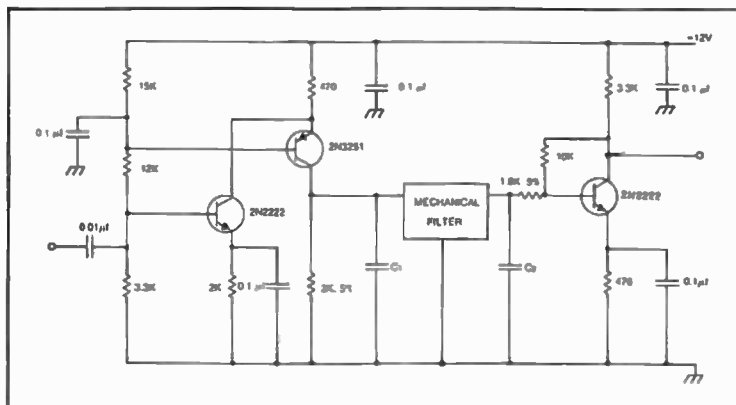 -12V
15K
470
0.1 µf
3.3K
0.1 µf
0.1 µf
2N3251
12K
10K
1.8K 5%
MECHANICAL
FILTER
2N2222
2N2222
0.01µf
C1
C2
3.3K
2K
0.1 µf
2K, 5%
470
0.1µf